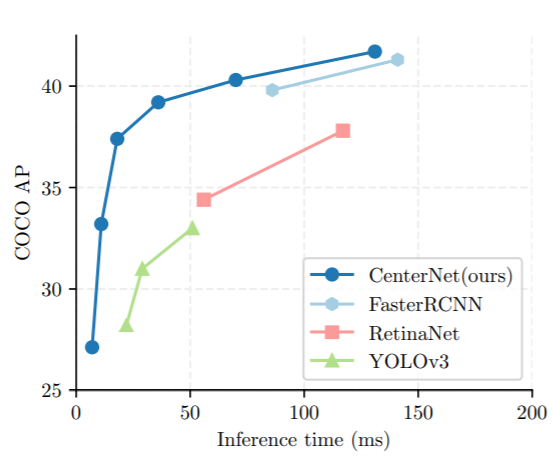 40
35
30
25
COCO AP
CenterNet(ours)
FasterRCNN
RetinaNet
YOLOv3
0 50 100 150 200
Inference time (ms)